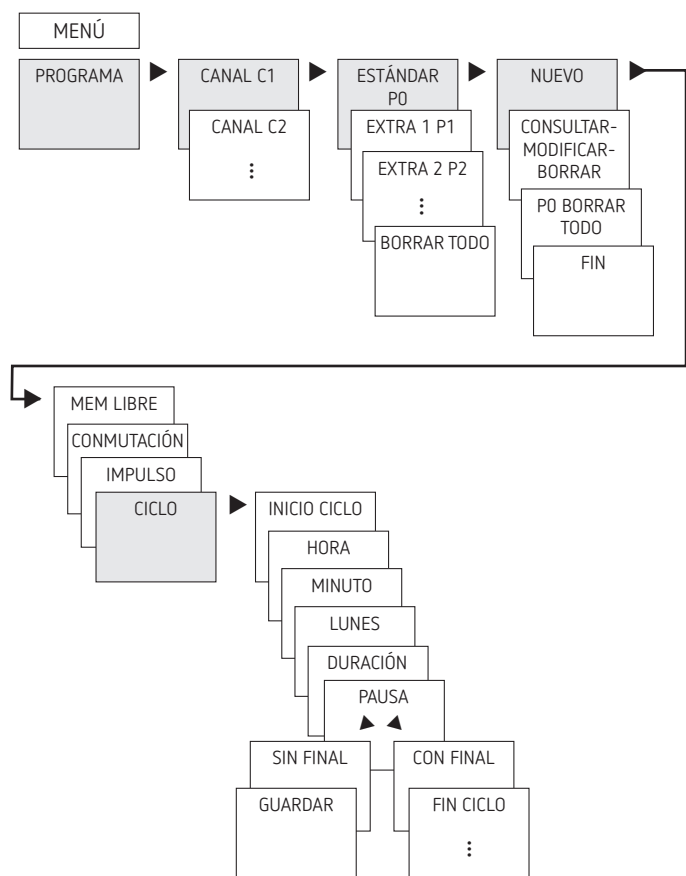 MENÚ
PROGRAMA
CANAL C1
CANAL C2
ESTÁNDAR
P0
EXTRA 1 P1
EXTRA 2 P2
BORRAR TODO
NUEVO
CONSULTAR-
MODIFICAR-
BORRAR
P0 BORRAR
TODO
FIN
MEM LIBRE
CONMUTACIÓN
IMPULSO
CICLO
INICIO CICLO
HORA
MINUTO
LUNES
DURACIÓN
PAUSA
SIN FINAL
GUARDAR
CON FINAL
FIN CICLO